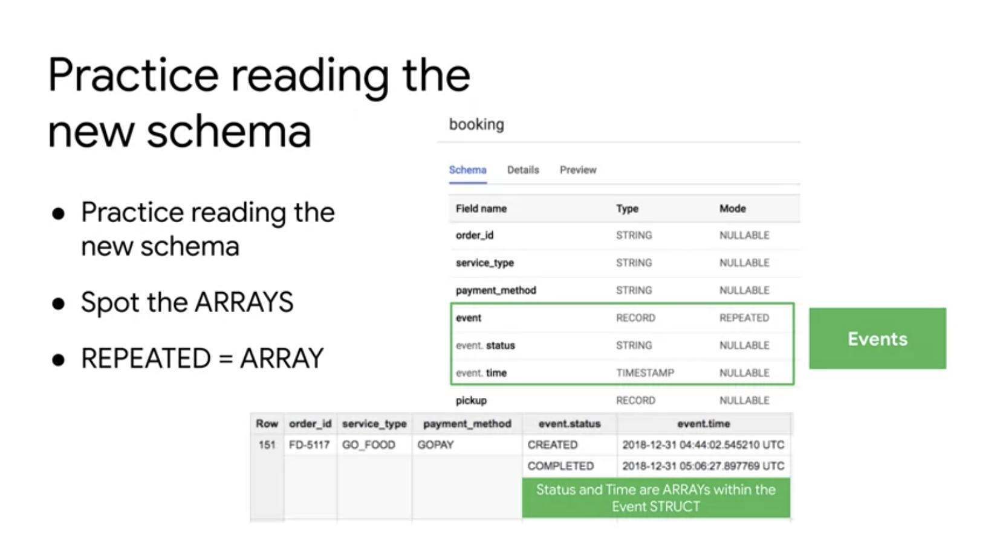 Practice reading the
new schema
● Practice reading the
new schema
● Spot the ARRAYS
● REPEATED = ARRAY
booking
Schema Details Preview
Field name Type Mode
order_id STRING NULLABLE
service_type STRING NULLABLE
payment_method STRING NULLABLE
event RECORD REPEATED
event. status STRING NULLABLE
event. time TIMESTAMP NULLABLE
pickup RECORD NULLABLE
Events
Row order_id service_type payment_method event.status event.time
151 FD-5117 GO_FOOD GOPAY CREATED 2018-12-31 04:44:02.545210 UTC
COMPLETED 2018-12-31 05:06:27.897769 UTC
Status and Time are ARRAYs within the
Event STRUCT